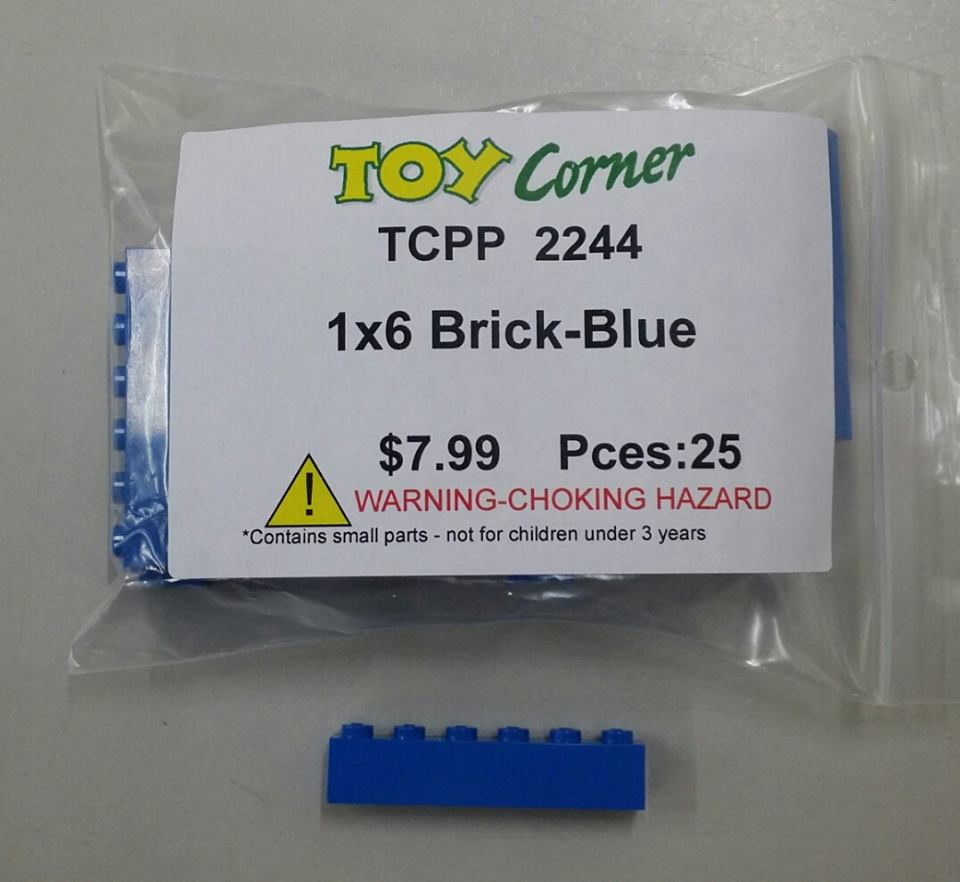 TOY Corner
TCPP 2244
1x6 Brick-Blue
$7.99 Pces:25
! WARNING-CHOKING HAZARD
*Contains small parts - not for children under 3 years